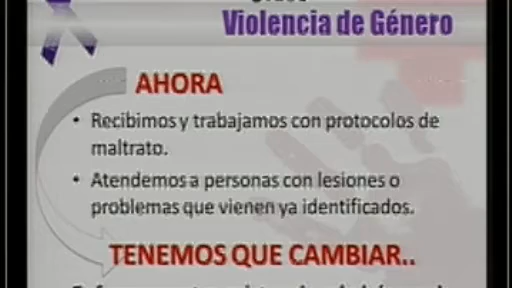 Violencia de Género
AHORA
• Recibimos y trabajamos con protocolos de
maltrato.
• Atendemos a personas con lesiones o
problemas que vienen ya identificados.
TENEMOS QUE CAMBIAR..